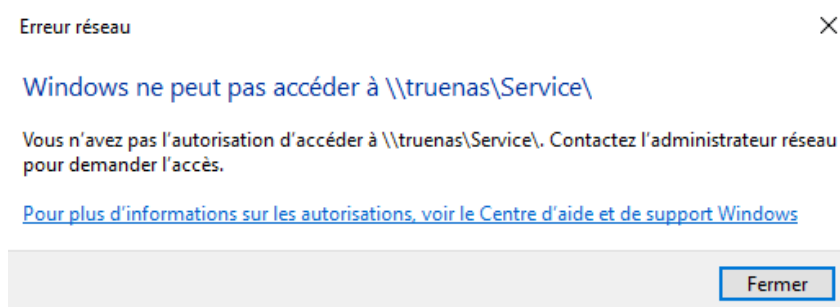 Erreur réseau
Windows ne peut pas accéder à \\truenas\Service\
Vous n’avez pas l’autorisation d’accéder à \\truenas\Service\. Contactez l’administrateur réseau
pour demander l’accès.
Pour plus d’informations sur les autorisations, voir le Centre d’aide et de support Windows
Fermer